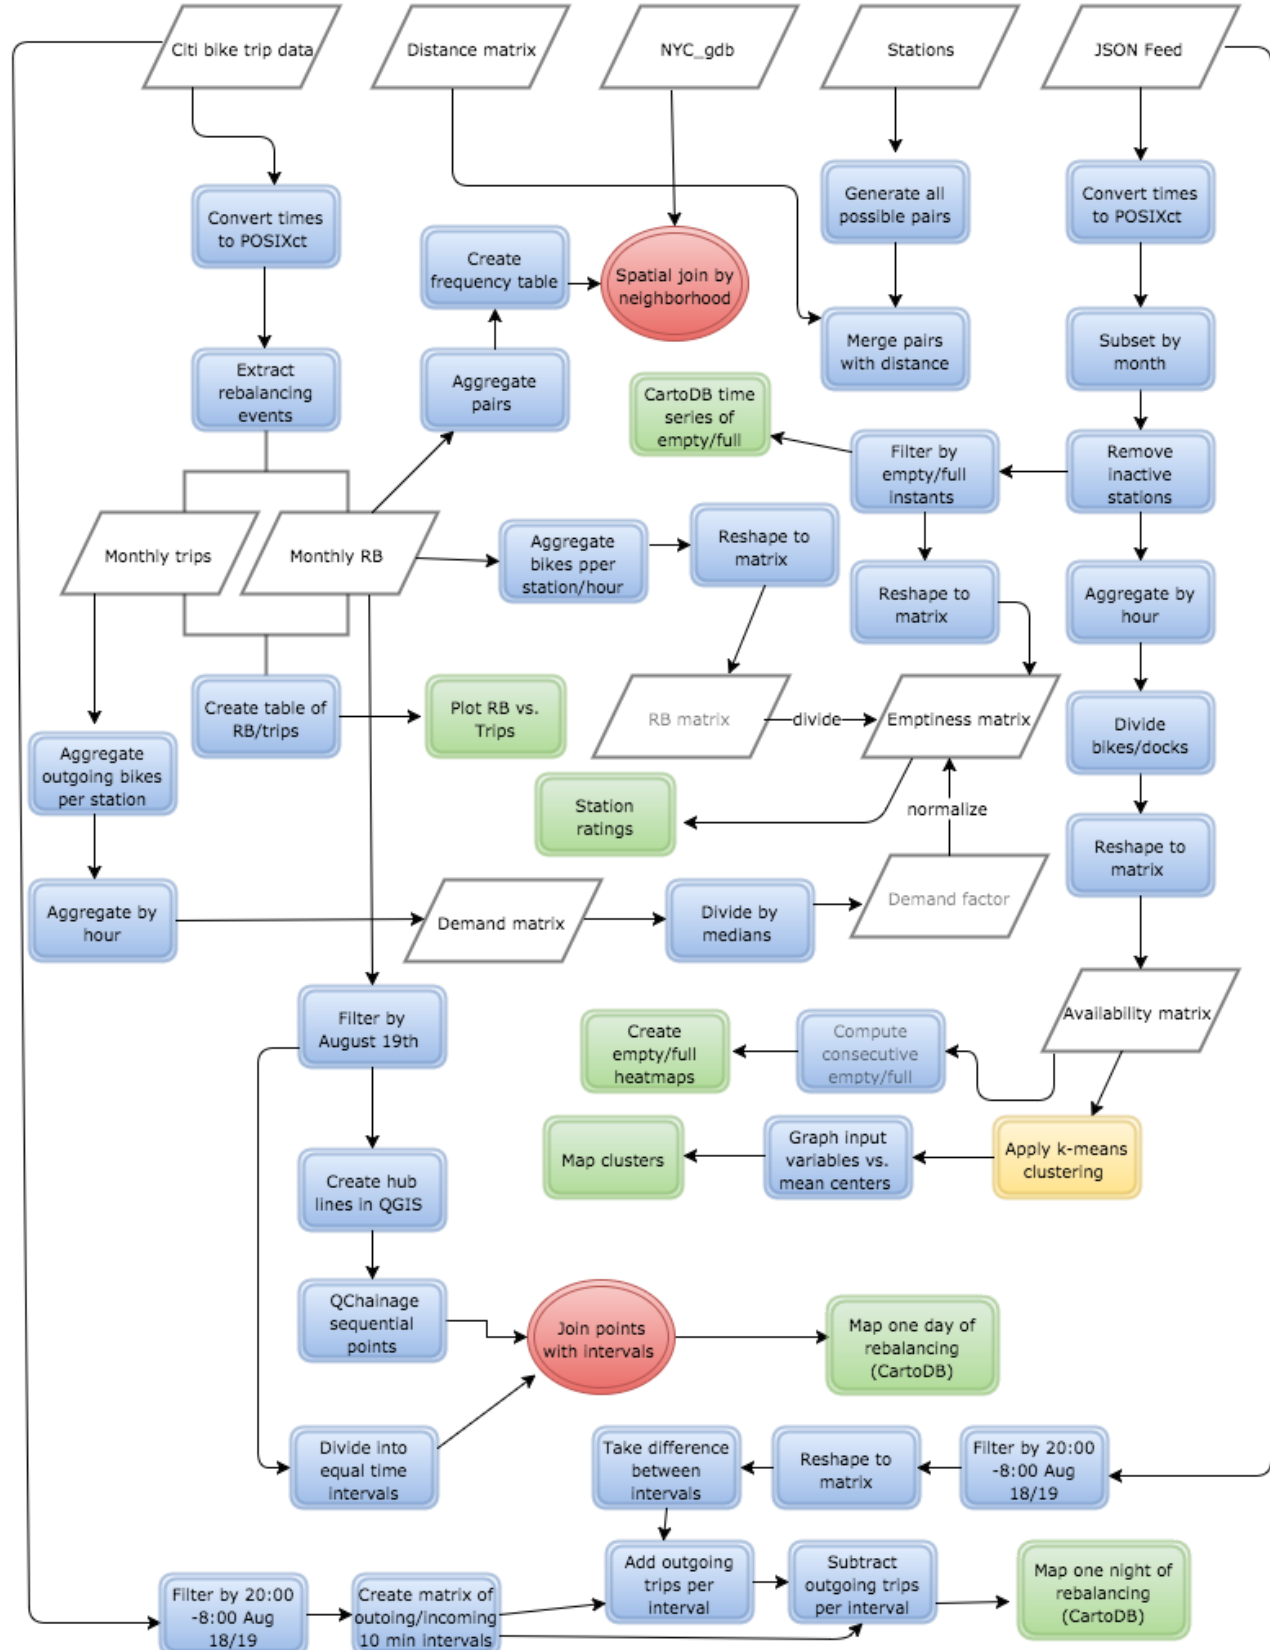 Citi bike trip data
Distance matrix
NYC_gdb
Stations
JSON Feed
Convert times
to POSIXct
Generate all
possible pairs
Convert times
to POSIXct
Create
frequency table
Spatial join by
neighborhood
Extract
rebalancing
events
Aggregate
pairs
Merge pairs
with distance
Subset by
month
CartoDB time
series of
empty/full
Filter by
empty/full
instants
Remove
inactive
stations
Monthly trips
Monthly RB
Aggregate
bikes pper
station/hour
Reshape to
matrix
Reshape to
matrix
Aggregate by
hour
Create table of
RB/trips
Plot RB vs.
Trips
RB matrix
divide
Emptiness matrix
Divide
bikes/docks
Aggregate
outgoing bikes
per station
Station
ratings
normalize
Reshape to
matrix
Aggregate by
hour
Demand matrix
Divide by
medians
Demand factor
Filter by
August 19th
Create
empty/full
heatmaps
Compute
consecutive
empty/full
Availability matrix
Create hub
lines in QGIS
Map clusters
Graph input
variables vs.
mean centers
Apply k-means
clustering
QChainage
sequential
points
Join points
with intervals
Map one day of
rebalancing
(CartoDB)
Divide into
equal time
intervals
Take difference
between
intervals
Reshape to
matrix
Filter by 20:00
-8:00 Aug
18/19
Filter by 20:00
-8:00 Aug
18/19
Create matrix of
outoing/incoming
10 min intervals
Add outgoing
trips per
interval
Subtract
outgoing trips
per interval
Map one night of
rebalancing
(CartoDB)